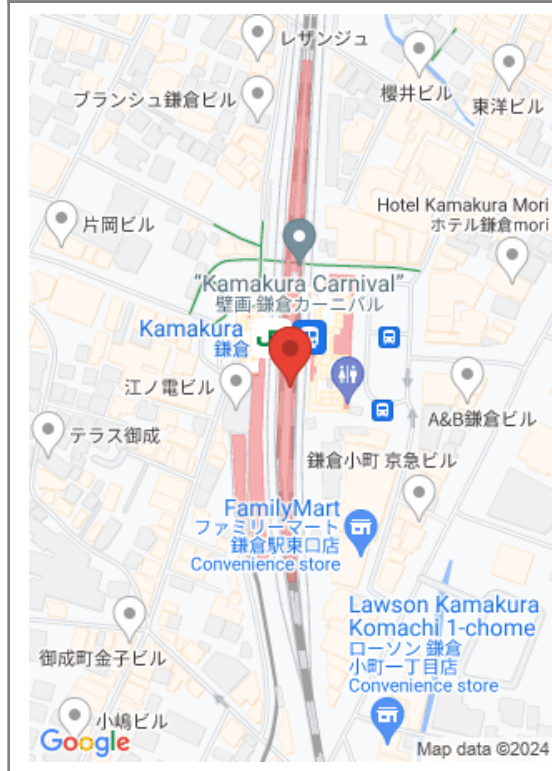 レザンジュ
ブランシュ鎌倉ビル
櫻井ビル
東洋ビル
片岡ビル
Hotel Kamakura Mori
ホテル鎌倉mori
“Kamakura Carnival”
壁画 鎌倉カーニバル
Kamakura
鎌倉
江ノ電ビル
テラス御成
A&B鎌倉ビル
鎌倉小町 京急ビル
FamilyMart
ファミリーマート
鎌倉駅東口店
Convenience store
Lawson Kamakura
Komachi 1-chome
ローソン 鎌倉
小町一丁目店
Convenience store
御成町金子ビル
小嶋ビル
Google
Map data ©2024